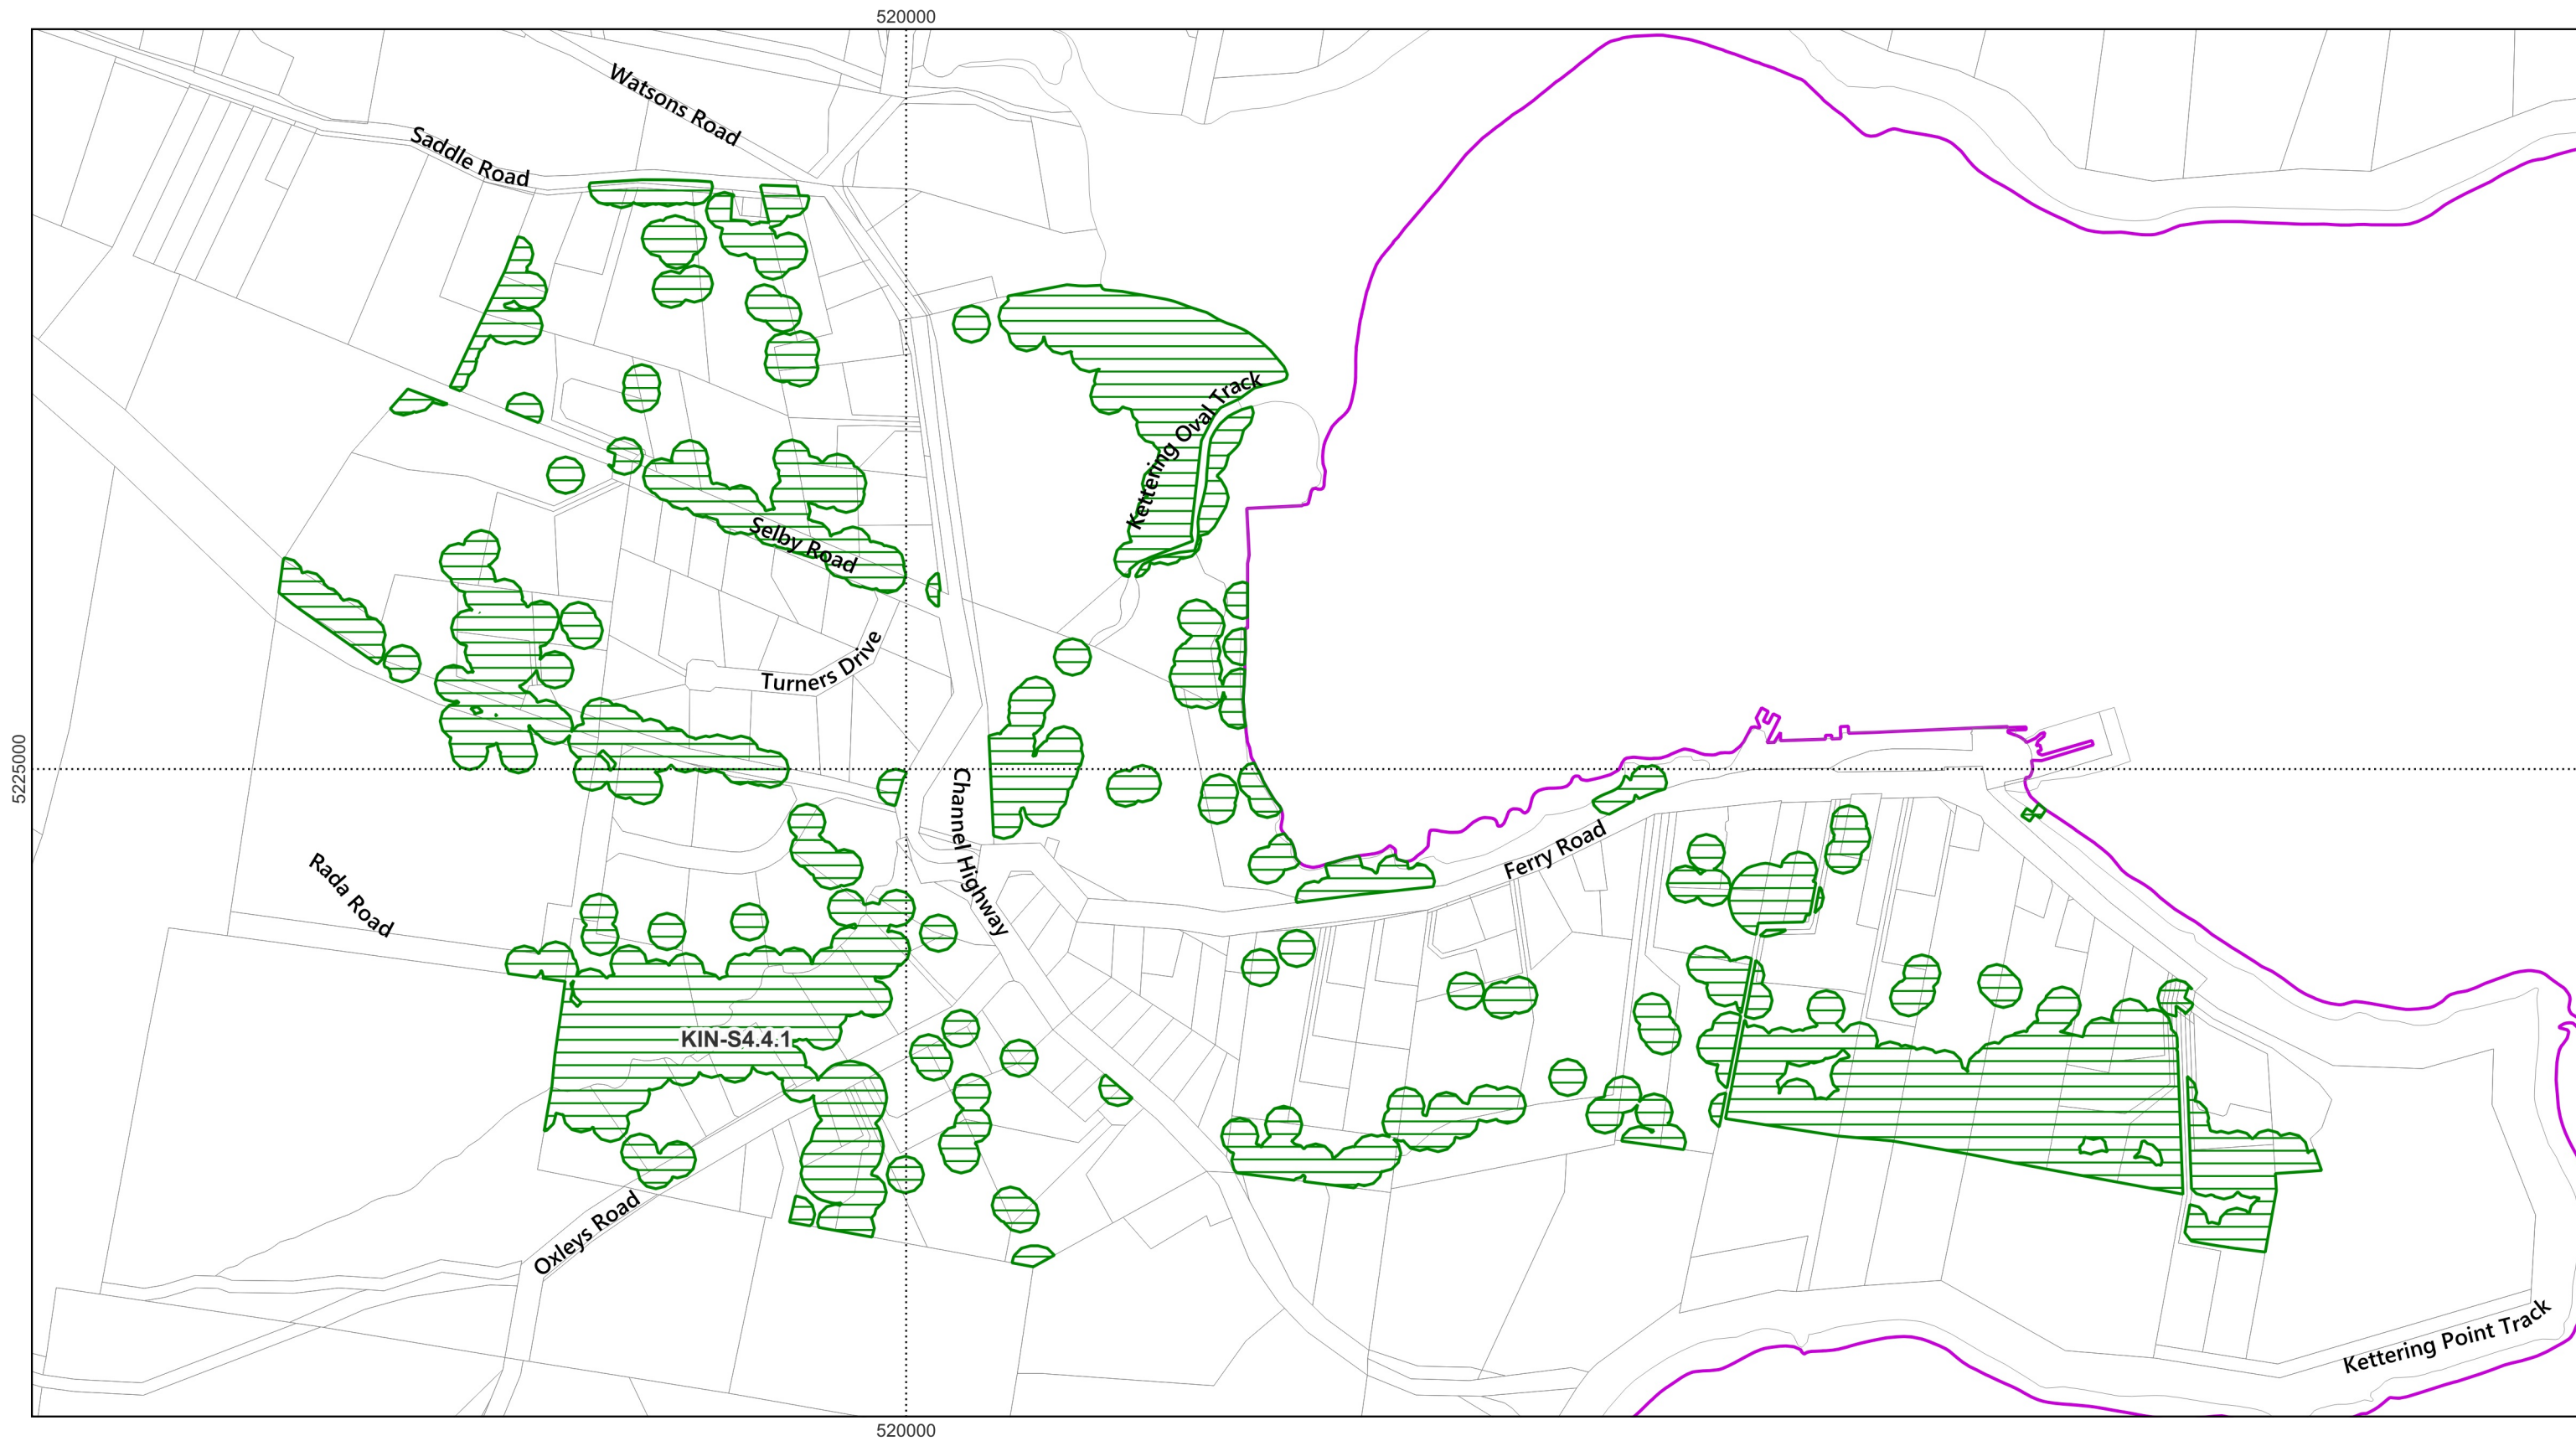 520000
Watsons Road
Saddle Road
Kettering Oval Track
Selby Road
Turners Drive
5225000
Channel Highway
Ferry Road
Rada Road
KIN-S4.4.1
Oxleys Road
Kettering Point Track
520000